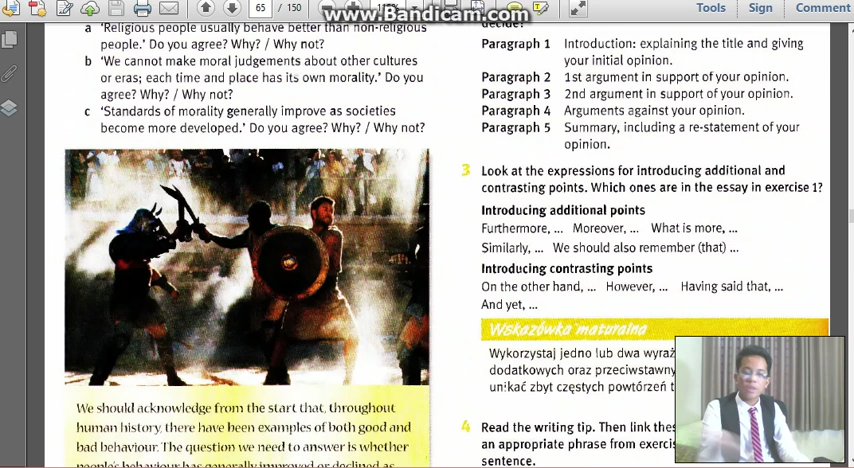 65 / 150
www.Bandicam.com
Tools Sign Comment
a 'Religious people usually behave better than non-religious
people.' Do you agree? Why? / Why not?
b 'We cannot make moral judgements about other cultures
or eras; each time and place has its own morality.' Do you
agree? Why? / Why not?
c 'Standards of morality generally improve as societies
become more developed.' Do you agree? Why? / Why not?
We should acknowledge from the start that, throughout
human history, there have been examples of both good and
bad behaviour. The question we need to answer is whether
people's behaviour has generally improved or declined as
decide?
Paragraph 1 Introduction: explaining the title and giving
your initial opinion.
Paragraph 2 1st argument in support of your opinion.
Paragraph 3 2nd argument in support of your opinion.
Paragraph 4 Arguments against your opinion.
Paragraph 5 Summary, including a re-statement of your
opinion.
3 Look at the expressions for introducing additional and
contrasting points. Which ones are in the essay in exercise 1?
Introducing additional points
Furthermore, ... Moreover, ... What is more, ...
Similarly, ... We should also remember (that) ...
Introducing contrasting points
On the other hand, ... However, ... Having said that, ...
And yet, ...
Wskazówka maturalna
Wykorzystaj jedno lub dwa wyraż
dodatkowych oraz przeciwstawny
unikać zbyt częstych powtórzeń t
4 Read the writing tip. Then link thes
an appropriate phrase from exercis
sentence.